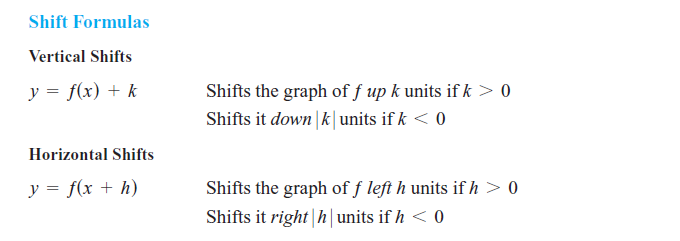 Shift Formulas
Vertical Shifts
y = f(x) + k Shifts the graph of f up k units if k > 0
Shifts it down |k| units if k < 0
Horizontal Shifts
y = f(x + h) Shifts the graph of f left h units if h > 0
Shifts it right |h| units if h < 0